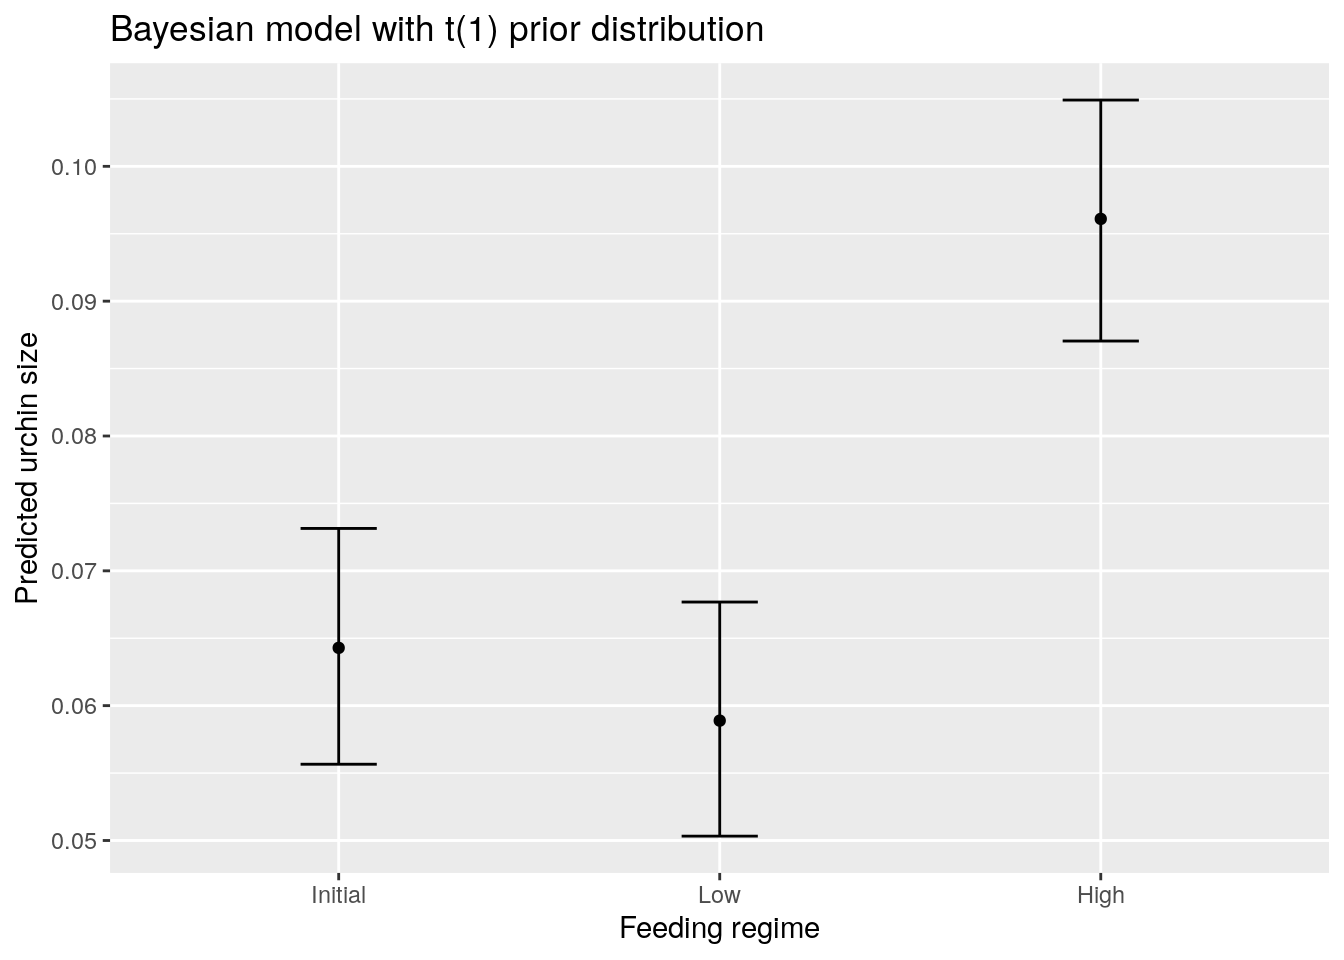 Bayesian model with t(1) prior distribution
Predicted urchin size
0.10
0.09
0.08
0.07
0.06
0.05
Initial Low High
Feeding regime